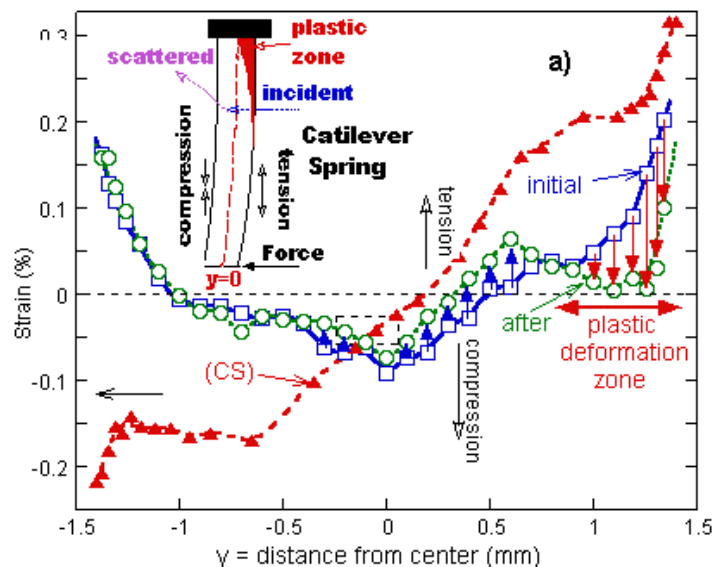 plastic
zone
scattered
a)
incident
compression
tension
Catilever
Spring
Force
y=0
tension
initial
after
plastic
deformation
zone
(CS)
compression
Strain (%)
0.3
0.2
0.1
0
-0.1
-0.2
-1.5
-1
-0.5
0
0.5
1
1.5
y = distance from center (mm)